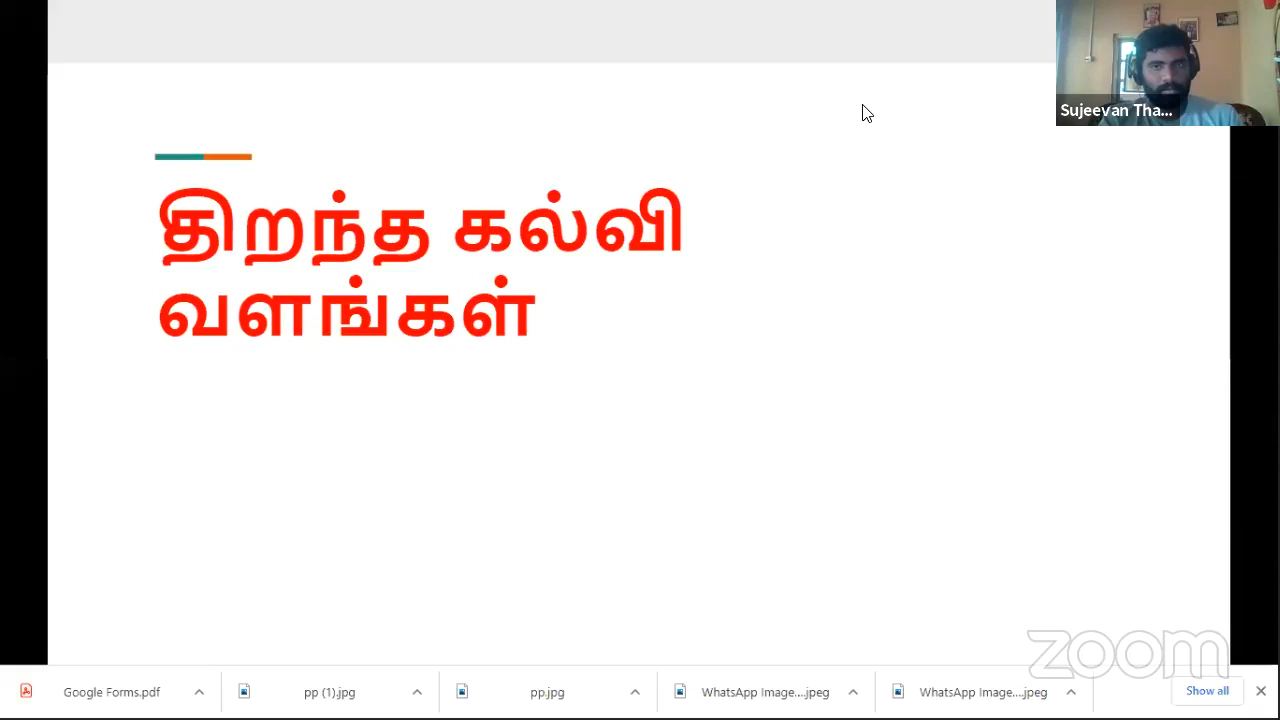 Sujeevan Tha...
திறந்த கல்வி
வளங்கள்
zoom
Google Forms.pdf
pp (1).jpg
pp.jpg
WhatsApp Image....jpeg
WhatsApp Image....jpeg
Show all